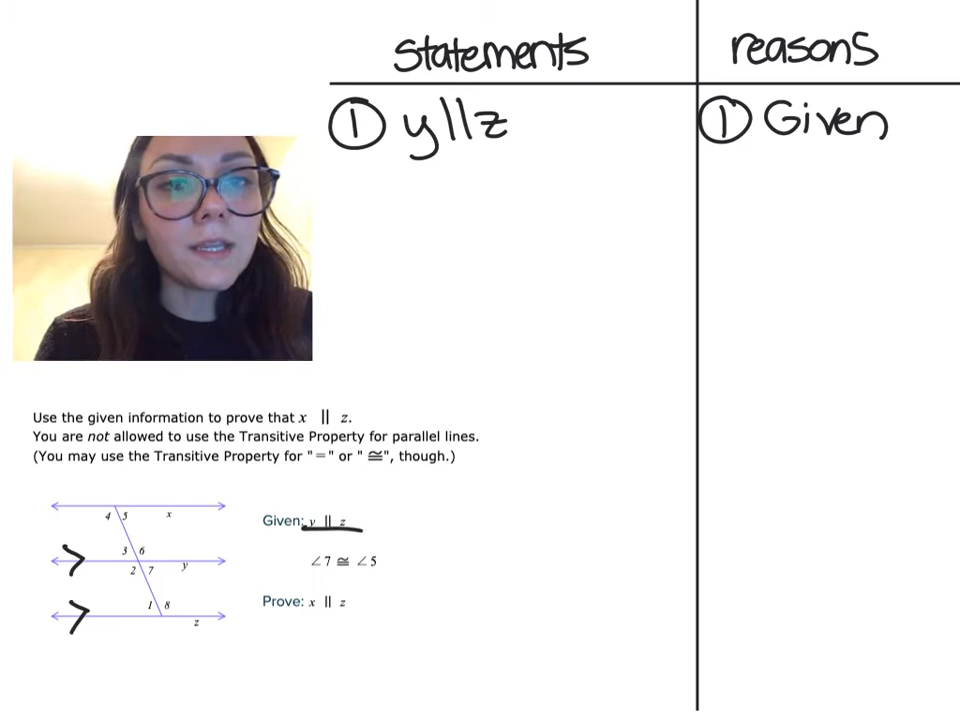 statements reasons
① y||z ① Given
Use the given information to prove that x || z.
You are not allowed to use the Transitive Property for parallel lines.
(You may use the Transitive Property for "=" or " ≅", though.)
4 5 x
3 6
2 7 y
1 8
z
Given: y || z
∠7 ≅ ∠5
Prove: x || z